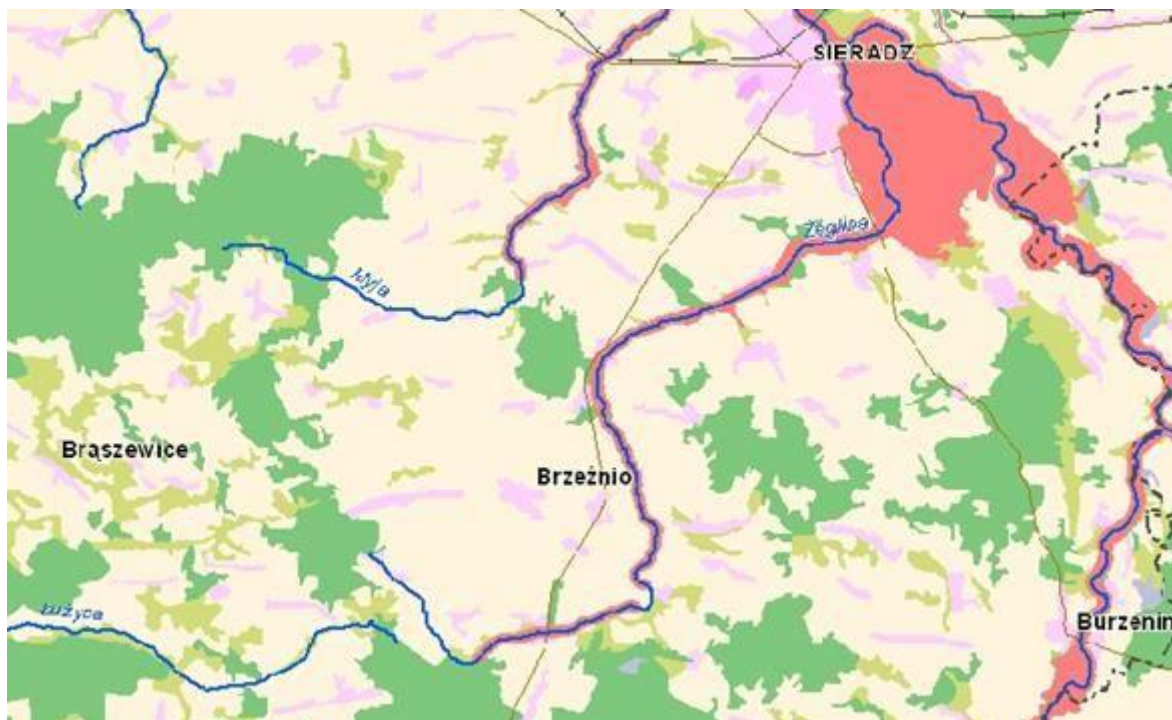 SIERADZ
Żeglina
Myja
Brąszewice
Brzeźnio
Łużyca
Burzenin